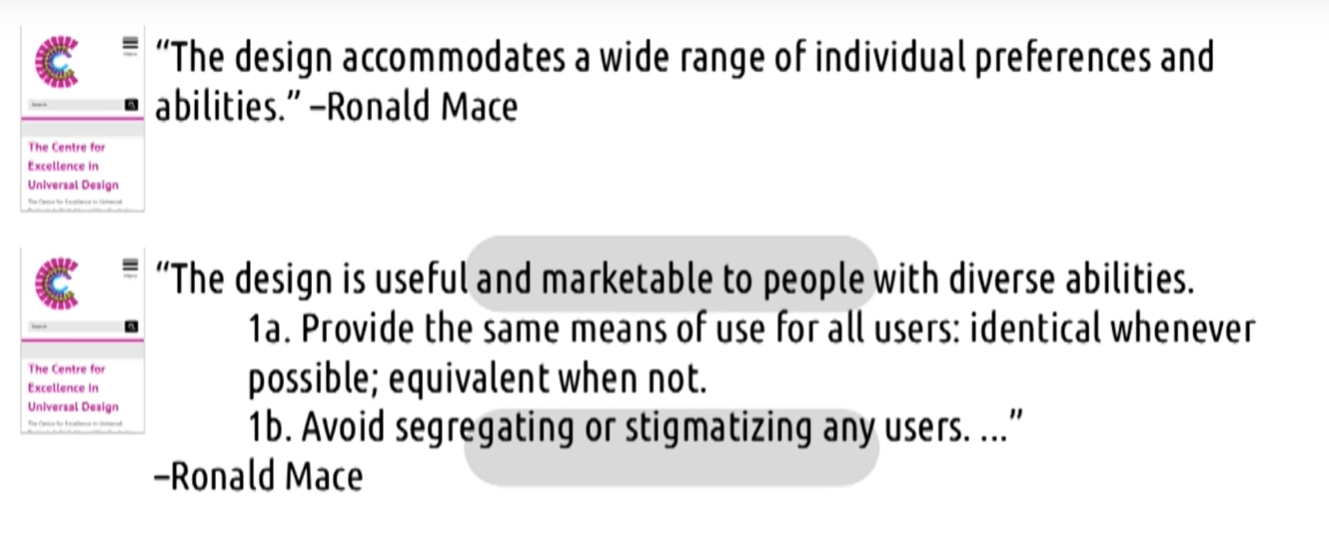 “The design accommodates a wide range of individual preferences and
abilities.” –Ronald Mace
Search
The Centre for
Excellence in
Universal Design
“The design is useful and marketable to people with diverse abilities.
1a. Provide the same means of use for all users: identical whenever
possible; equivalent when not.
1b. Avoid segregating or stigmatizing any users. ...”
–Ronald Mace
Search
The Centre for
Excellence in
Universal Design